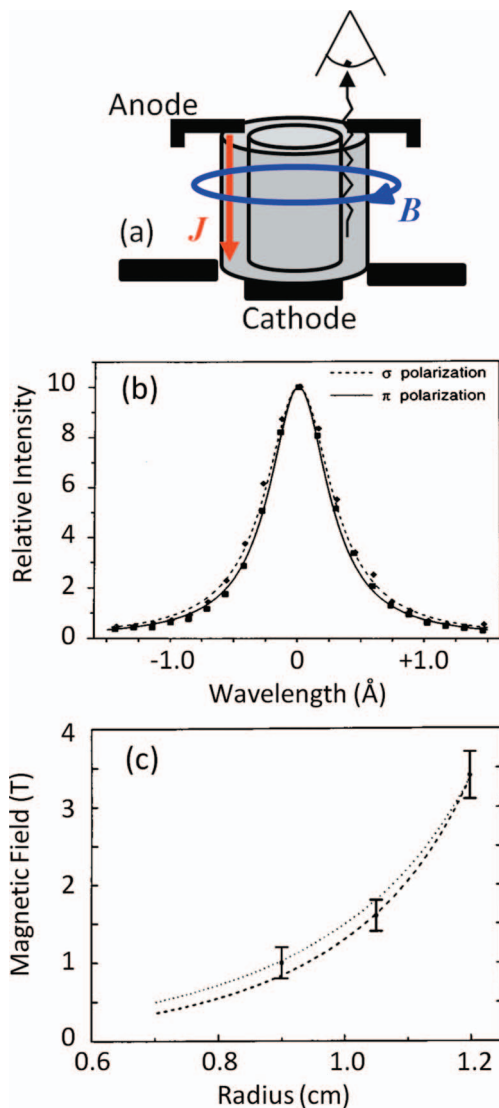 Anode
J
B
(a)
Cathode
(b)
σ polarization
π polarization
Relative Intensity
10
8
6
4
2
0
-1.0
0
+1.0
Wavelength (Å)
(c)
Magnetic Field (T)
4
3
2
1
0
0.6
0.8
1.0
1.2
Radius (cm)